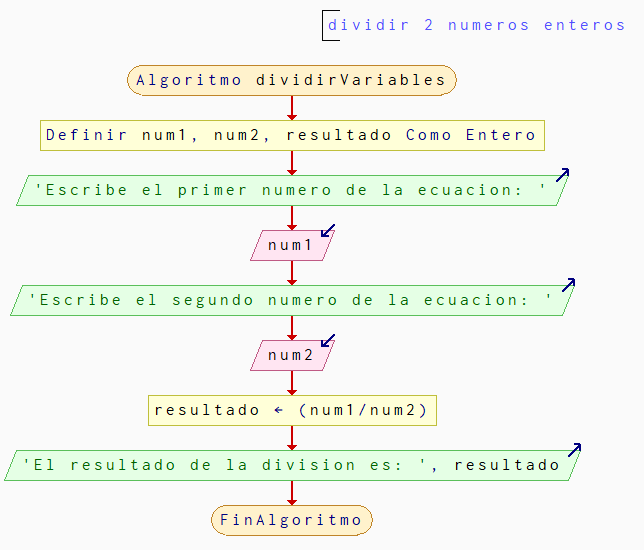 dividir 2 numeros enteros
Algoritmo dividirVariables
Definir num1, num2, resultado Como Entero
'Escribe el primer numero de la ecuacion: '
num1
'Escribe el segundo numero de la ecuacion: '
num2
resultado ← (num1/num2)
'El resultado de la division es: ', resultado
FinAlgoritmo